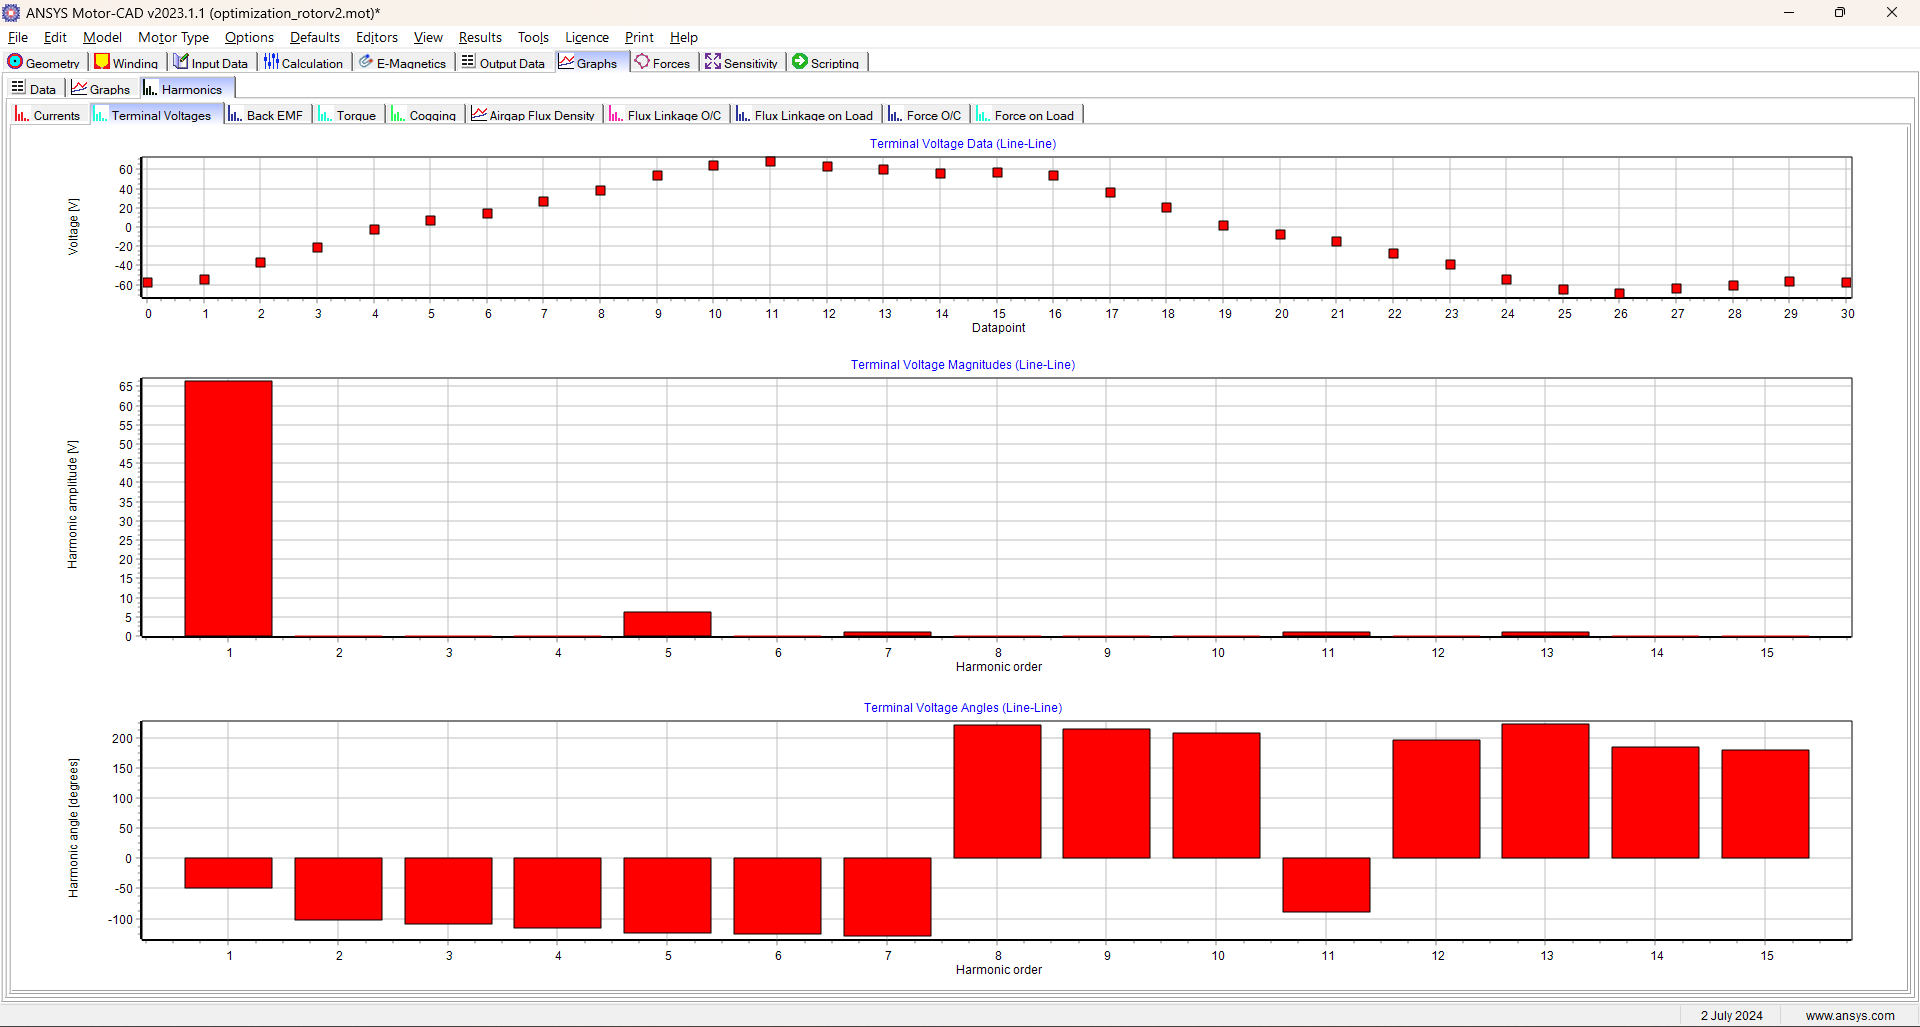 ANSYS Motor-CAD v2023.1.1 (optimization_rotorv2.mot)*
File Edit Model Motor Type Options Defaults Editors View Results Tools Licence Print Help
Geometry Winding Input Data Calculation E-Magnetics Output Data Graphs Forces Sensitivity Scripting
Data Graphs Harmonics
Currents Terminal Voltages Back EMF Torque Cogging Airgap Flux Density Flux Linkage O/C Flux Linkage on Load Force O/C Force on Load
Terminal Voltage Data (Line-Line)
Voltage [V]
60
40
20
0
-20
-40
-60
0 1 2 3 4 5 6 7 8 9 10 11 12 13 14 15 16 17 18 19 20 21 22 23 24 25 26 27 28 29 30
Datapoint
Terminal Voltage Magnitudes (Line-Line)
Harmonic amplitude [V]
65
60
55
50
45
40
35
30
25
20
15
10
5
0
1 2 3 4 5 6 7 8 9 10 11 12 13 14 15
Harmonic order
Terminal Voltage Angles (Line-Line)
Harmonic angle [degrees]
200
150
100
50
0
-50
-100
1 2 3 4 5 6 7 8 9 10 11 12 13 14 15
Harmonic order
2 July 2024 www.ansys.com